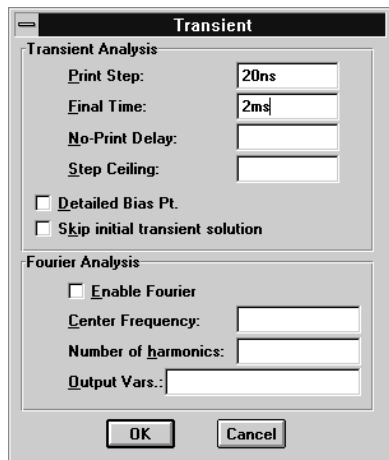 Transient
Transient Analysis
Print Step: 20ns
Final Time: 2ms
No-Print Delay:
Step Ceiling:
Detailed Bias Pt.
Skip initial transient solution
Fourier Analysis
Enable Fourier
Center Frequency:
Number of harmonics:
Output Vars.:
OK Cancel